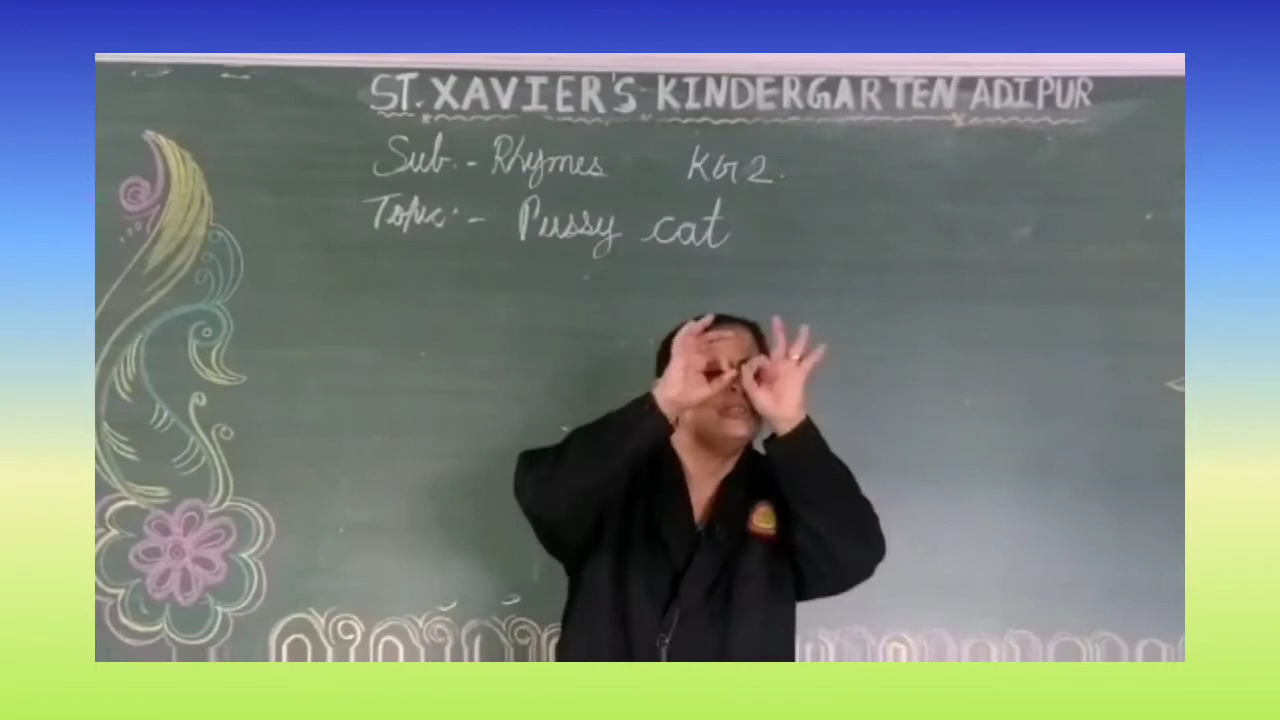 ST. XAVIER'S KINDERGARTEN ADIPUR
Sub. - Rhymes KG 2.
Topic :- Pussy cat